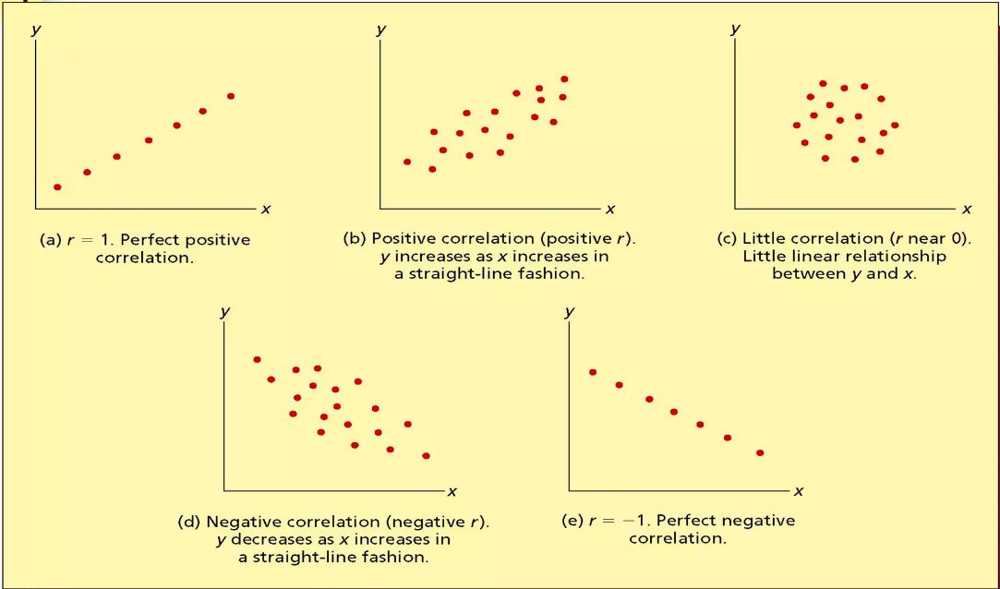 y
x
(a) r = 1. Perfect positive
correlation.
y
x
(b) Positive correlation (positive r).
y increases as x increases in
a straight-line fashion.
y
x
(c) Little correlation (r near 0).
Little linear relationship
between y and x.
y
x
(d) Negative correlation (negative r).
y decreases as x increases in
a straight-line fashion.
y
x
(e) r = −1. Perfect negative
correlation.